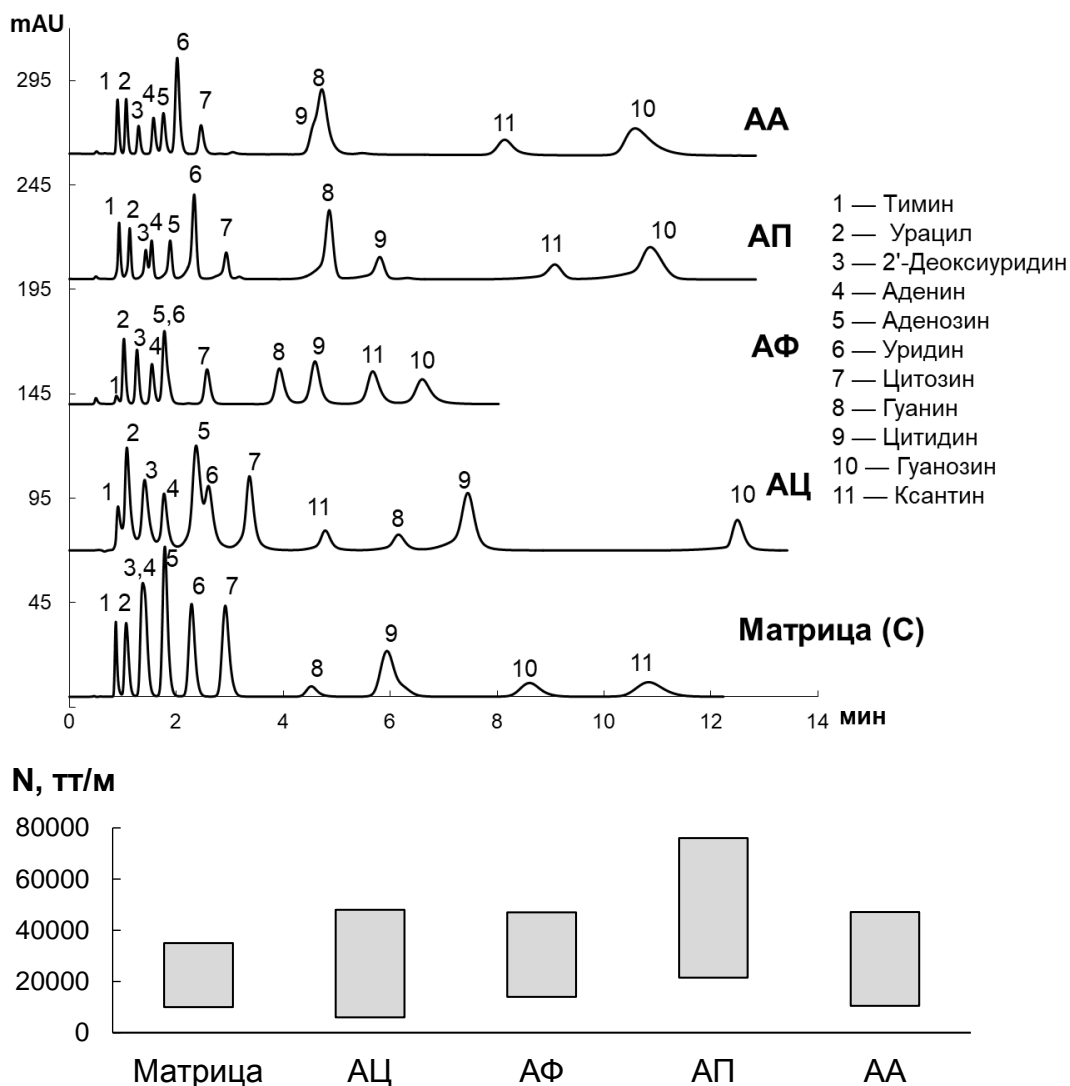 mAU
295
245
195
145
95
45
1 2 3 4 5 6 7 9 8 11 10
АА
1 2 3 4 5 6 7 8 9 11 10
АП
1 2 3 4 5,6 7 8 9 11 10
АФ
1 2 3 4 5 6 7 11 8 9 10
АЦ
1 2 3,4 5 6 7 8 9 10 11
Матрица (С)
0 2 4 6 8 10 12 14 мин
1 — Тимин
2 — Урацил
3 — 2'-Деоксиуридин
4 — Аденин
5 — Аденозин
6 — Уридин
7 — Цитозин
8 — Гуанин
9 — Цитидин
10 — Гуанозин
11 — Ксантин
N, тт/м
80000
60000
40000
20000
0
Матрица АЦ АФ АП АА